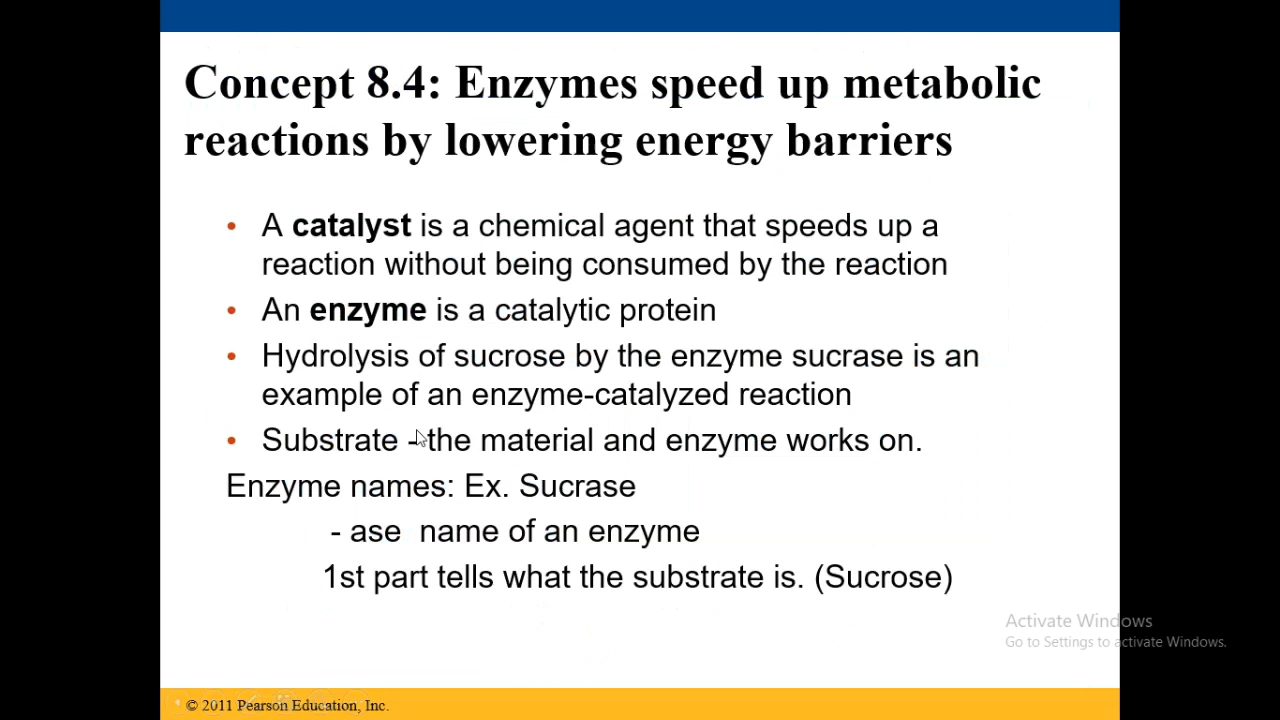 Concept 8.4: Enzymes speed up metabolic
reactions by lowering energy barriers
• A catalyst is a chemical agent that speeds up a
reaction without being consumed by the reaction
• An enzyme is a catalytic protein
• Hydrolysis of sucrose by the enzyme sucrase is an
example of an enzyme-catalyzed reaction
• Substrate - the material and enzyme works on.
Enzyme names: Ex. Sucrase
- ase name of an enzyme
1st part tells what the substrate is. (Sucrose)
Activate Windows
Go to Settings to activate Windows.
© 2011 Pearson Education, Inc.